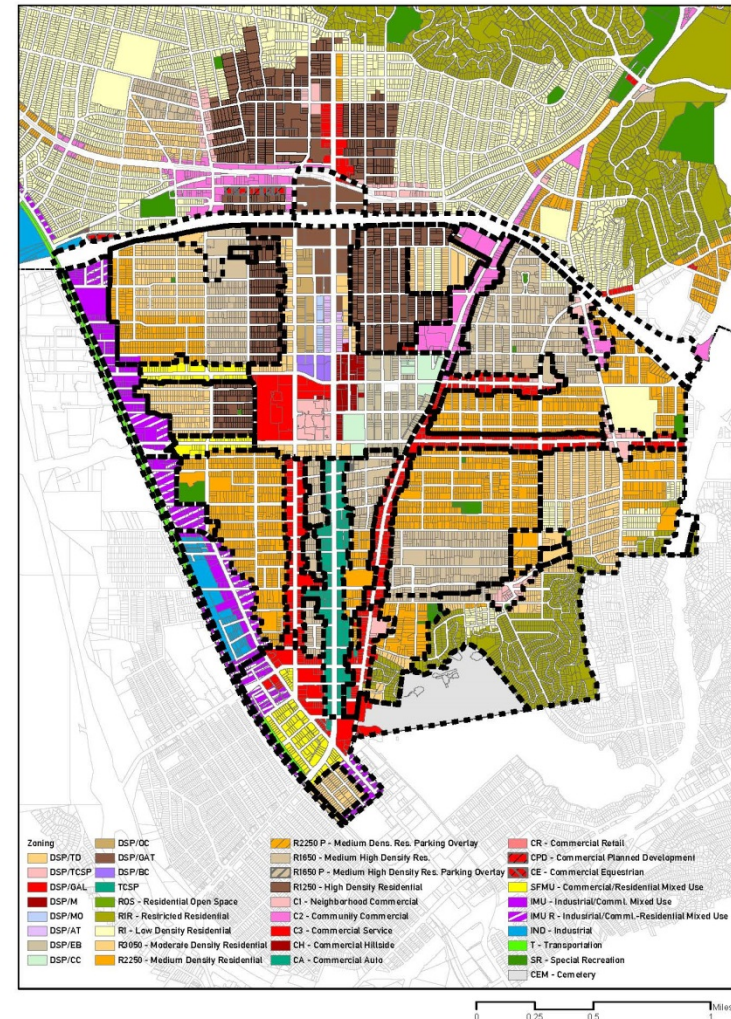 Zoning
DSP/TD
DSP/TCSP
DSP/GAL
DSP/M
DSP/MO
DSP/AT
DSP/EB
DSP/CC
DSP/OC
DSP/GAT
DSP/BC
TCSP
ROS - Residential Open Space
RIR - Restricted Residential
RI - Low Density Residential
R3050 - Moderate Density Residential
R2250 - Medium Density Residential
R2250 P - Medium Dens. Res. Parking Overlay
R1650 - Medium High Density Res.
R1650 P - Medium High Density Res. Parking Overlay
R1250 - High Density Residential
C1 - Neighborhood Commercial
C2 - Community Commercial
C3 - Commercial Service
CH - Commercial Hillside
CA - Commercial Auto
CR - Commercial Retail
CPD - Commercial Planned Development
CE - Commercial Equestrian
SFMU - Commercial/Residential Mixed Use
IMU - Industrial/Comml. Mixed Use
IMU R - Industrial/Comml.-Residential Mixed Use
IND - Industrial
T - Transportation
SR - Special Recreation
CEM - Cemetery
Miles
0 0.25 0.5 1